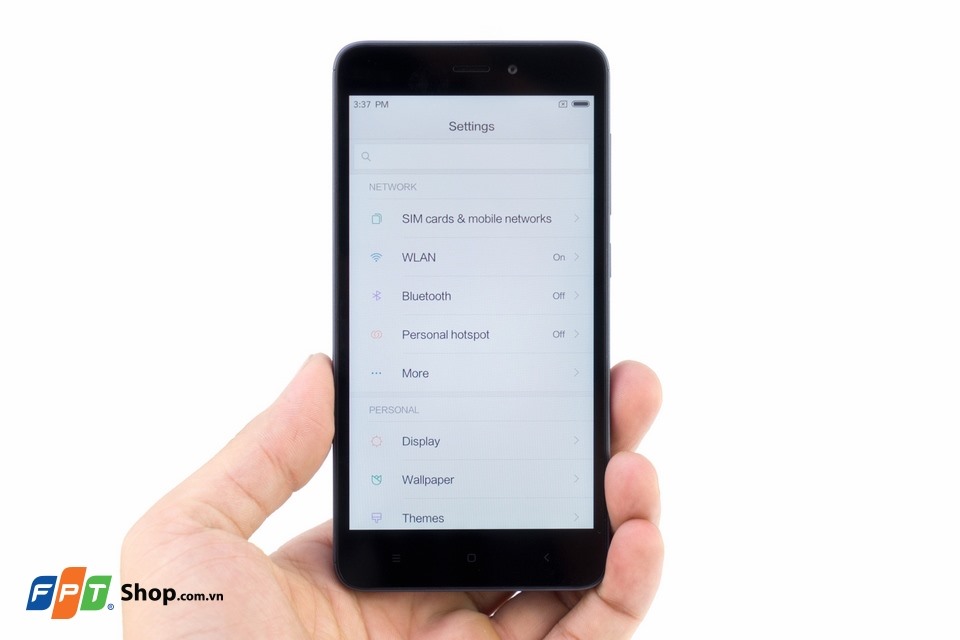 3:37 PM
Settings
NETWORK
SIM cards & mobile networks
WLAN On
Bluetooth Off
Personal hotspot Off
More
PERSONAL
Display
Wallpaper
Themes
FPT® Shop.com.vn